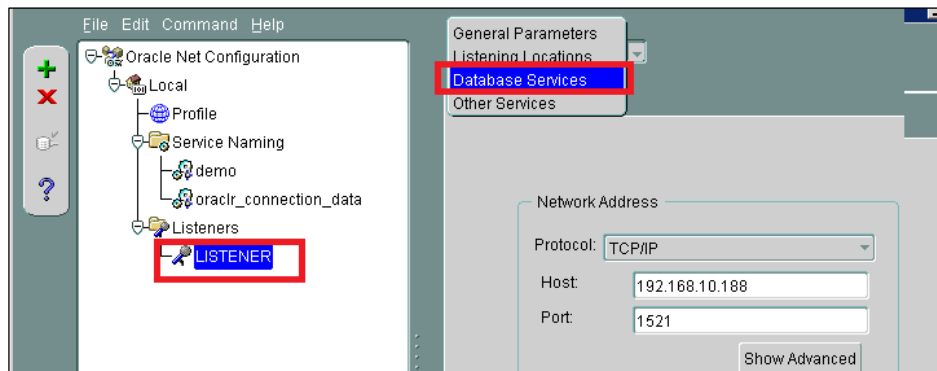 File Edit Command Help
Oracle Net Configuration
Local
Profile
Service Naming
demo
oraclr_connection_data
Listeners
LISTENER
General Parameters
Listening Locations
Database Services
Other Services
Network Address
Protocol: TCP/IP
Host: 192.168.10.188
Port: 1521
Show Advanced